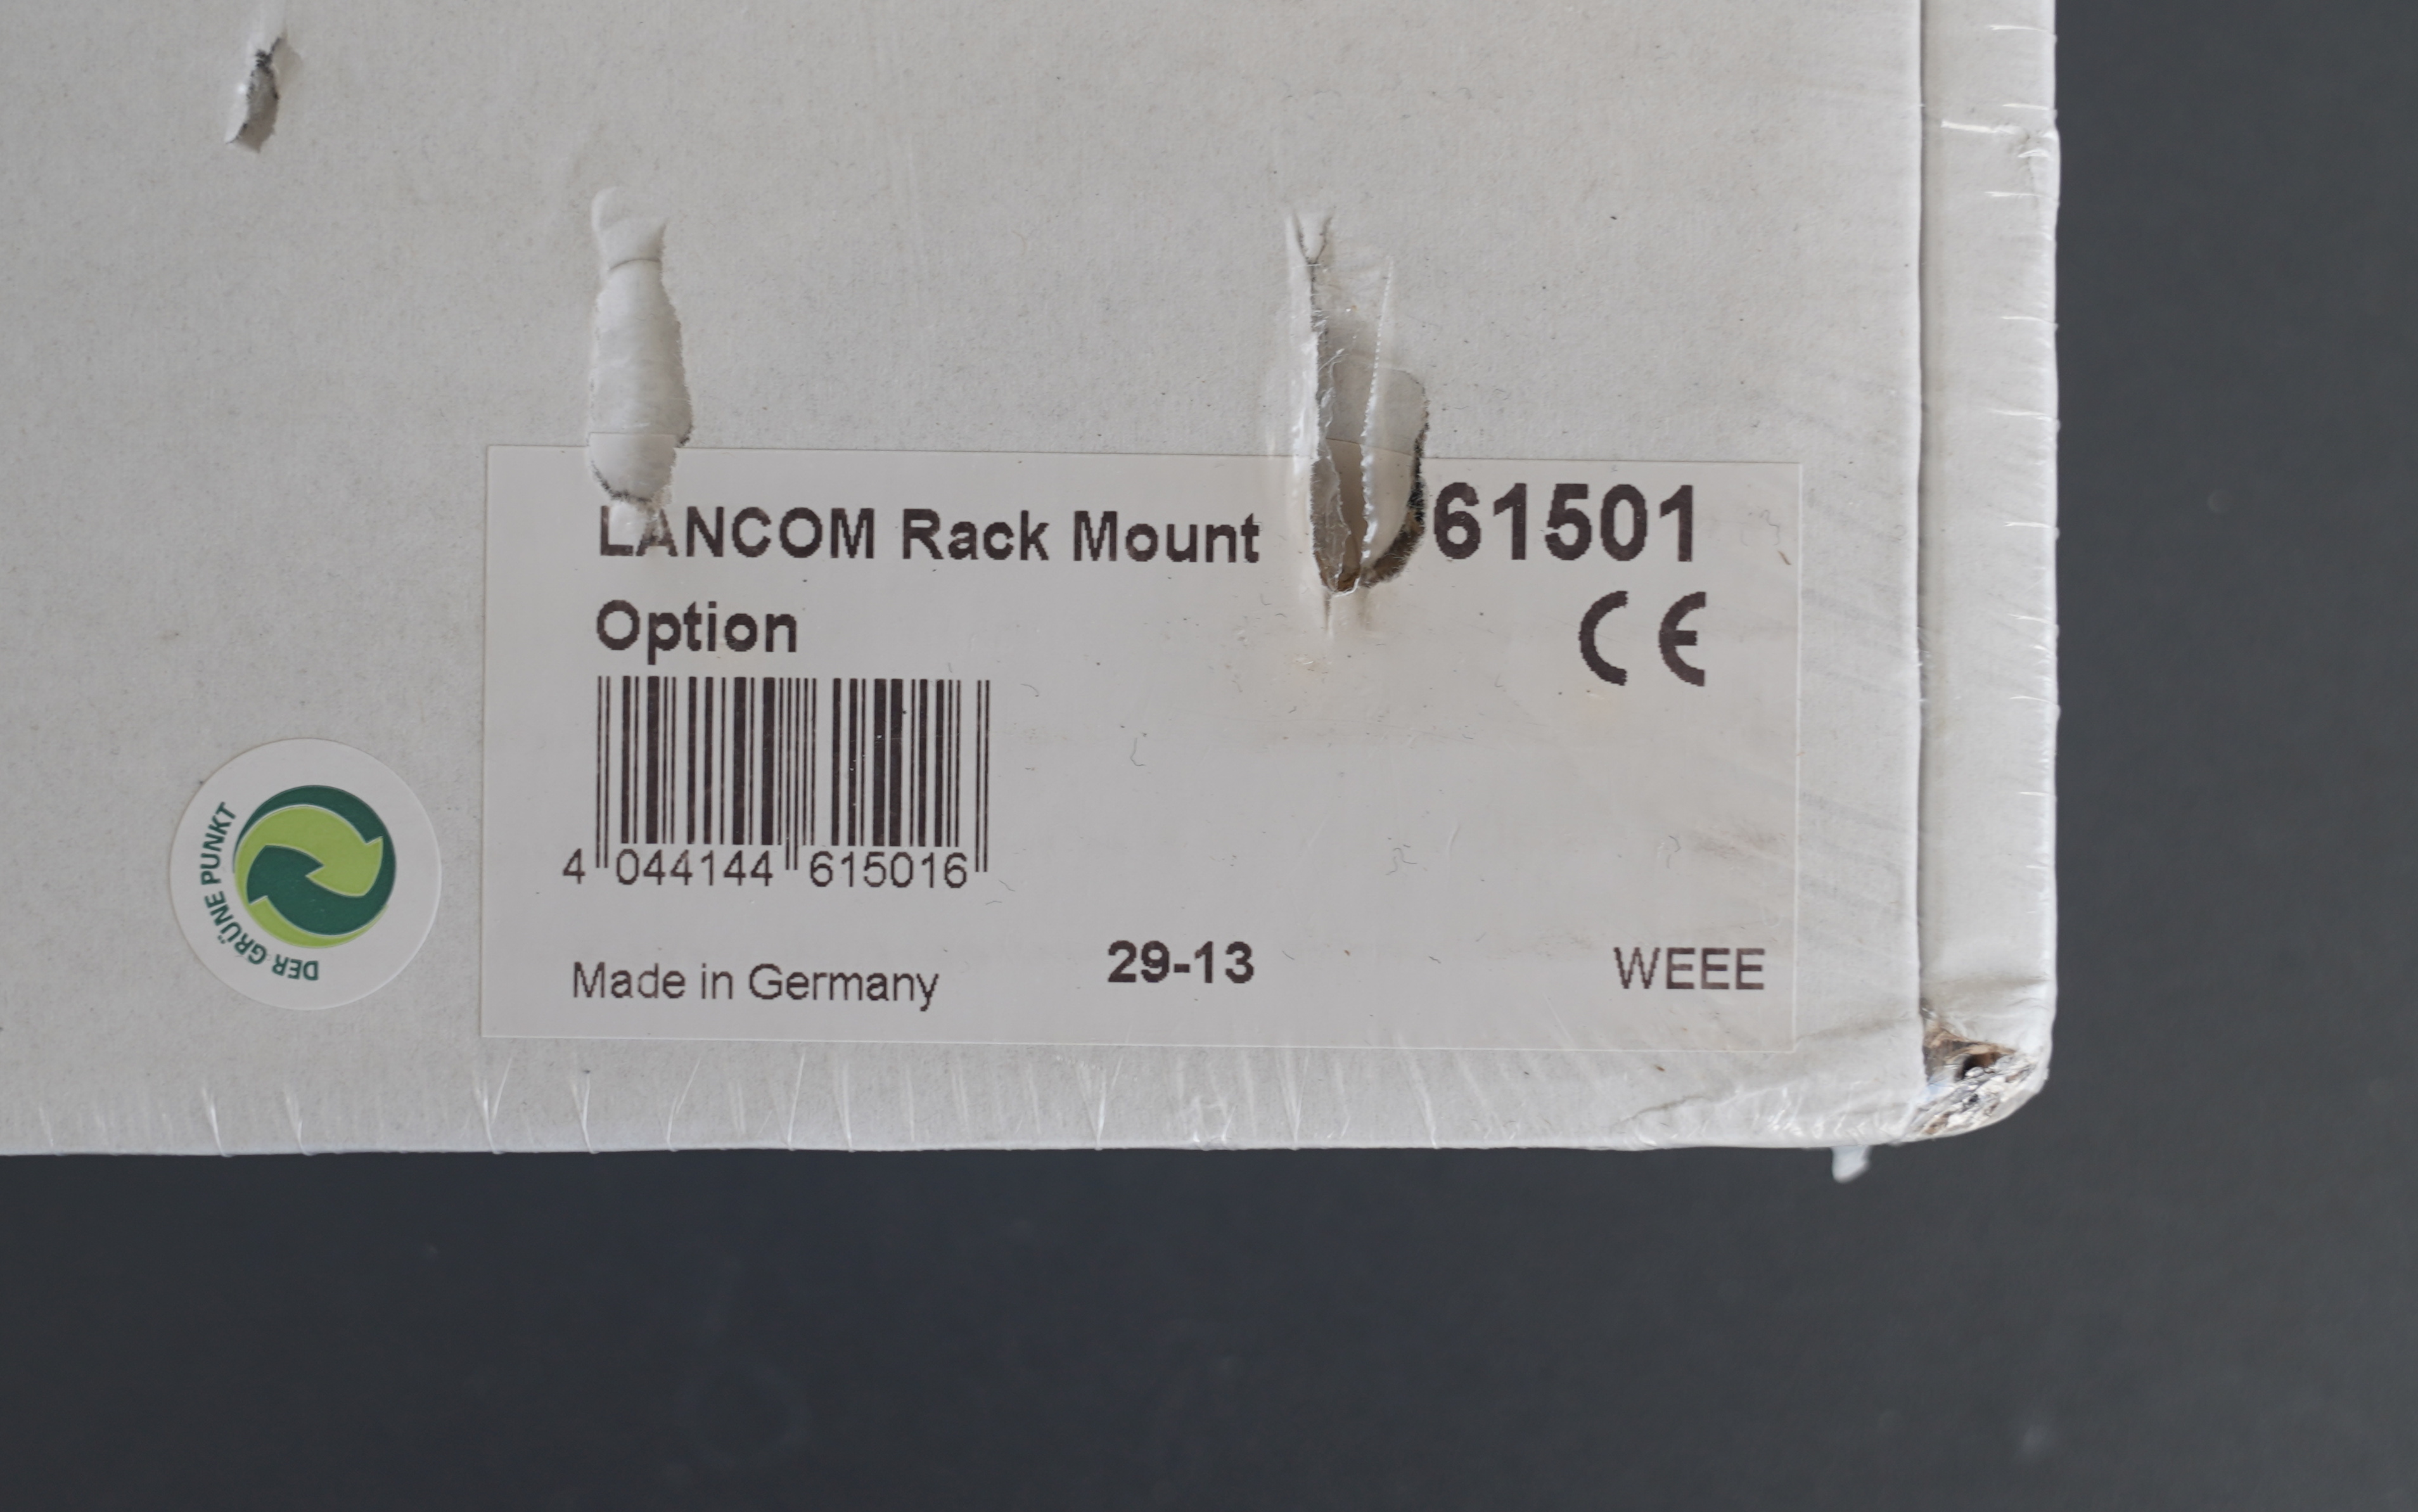 LANCOM Rack Mount
Option
61501
CE
4 044144 615016
DER GRÜNE PUNKT
Made in Germany
29-13
WEEE